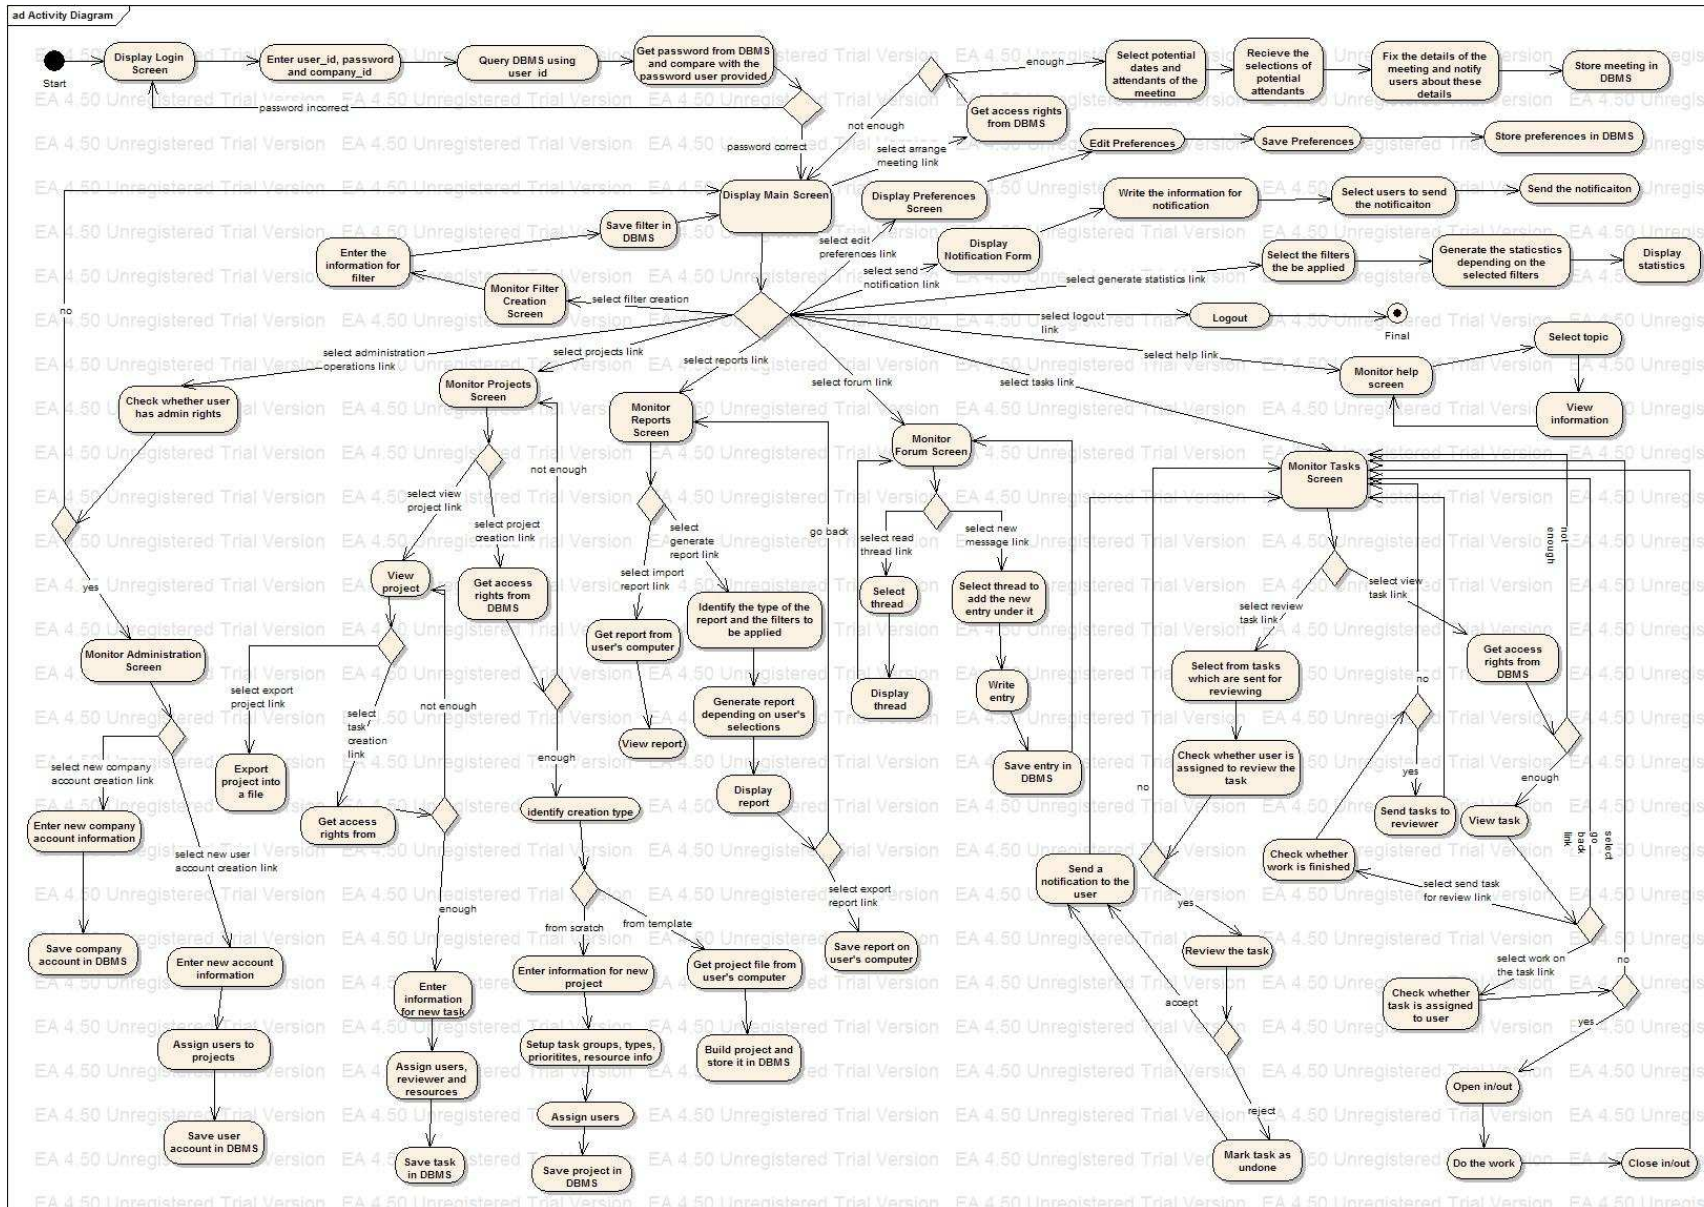 ad Activity Diagram
Start
Display Login
Screen
Enter user_id, password
and company_id
Query DBMS using
user_id
Get password from DBMS
and compare with the
password user provided
password incorrect
password correct
enough
not enough
Get access rights
from DBMS
select arrange
meeting link
Select potential
dates and
attendants of the
meeting
Recieve the
selections of
potential
attendants
Fix the details of the
meeting and notify
users about these
details
Store meeting in
DBMS
Edit Preferences
Save Preferences
Store preferences in DBMS
Display Main Screen
Display Preferences
Screen
select edit
preferences link
Write the information for
notification
Select users to send
the notificaiton
Send the notificaiton
Display
Notification Form
select send
notification link
Select the filters
the be applied
Generate the staticstics
depending on the
selected filters
Display
statistics
select generate statistics link
Save filter in
DBMS
Enter the
information for
filter
Monitor Filter
Creation
Screen
select filter creation
no
select logout
link
Logout
Final
select help link
Monitor help
screen
Select topic
View
information
select administration
operations link
select projects link
select reports link
select forum link
select tasks link
Check whether user
has admin rights
yes
Monitor Administration
Screen
select new company
account creation link
select new user
account creation link
Enter new company
account information
Save company
account in DBMS
Enter new account
information
Assign users to
projects
Save user
account in DBMS
Monitor Projects
Screen
not enough
select view
project link
select project
creation link
View
project
Get access
rights from
DBMS
select export
project link
select
task
creation
link
not enough
Export
project into
a file
Get access
rights from
enough
Enter
information
for new task
Assign users,
reviewer and
resources
Save task
in DBMS
enough
identify creation type
from scratch
from template
Enter information for new
project
Get project file from
user's computer
Setup task groups, types,
prioritites, resource info
Build project and
store it in DBMS
Assign users
Save project in
DBMS
Monitor
Reports
Screen
select
generate
report link
select import
report link
go back
Get report from
user's computer
View report
Identify the type of the
report and the filters to
be applied
Generate report
depending on user's
selections
Display
report
select export
report link
Save report on
user's computer
Monitor
Forum Screen
select read
thread link
select new
message link
Select
thread
Display
thread
Select thread to
add the new
entry under it
Write
entry
Save entry in
DBMS
Monitor Tasks
Screen
select review
task link
select view
task link
not
enough
Select from tasks
which are sent for
reviewing
Check whether user is
assigned to review the
task
no
yes
Send a
notification to the
user
Review the task
accept
reject
Mark task as
undone
Get access
rights from
DBMS
enough
View task
select
go
back
link
no
yes
Send tasks to
reviewer
Check whether
work is finished
select send task
for review link
select work on
the task link
Check whether
task is assigned
to user
no
yes
Open in/out
Do the work
Close in/out
EA 4.50 Unregistered Trial Version